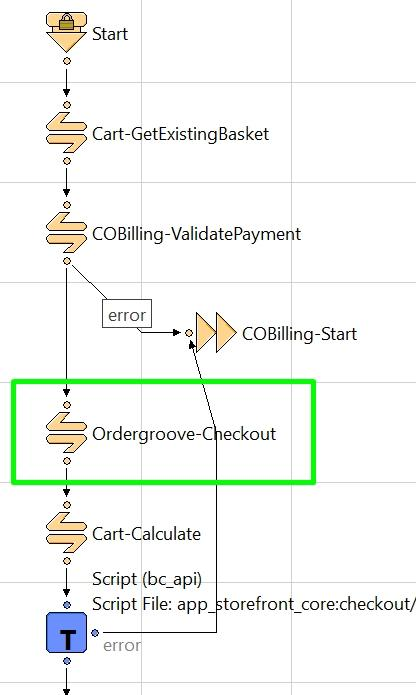 Start
Cart-GetExistingBasket
COBilling-ValidatePayment
error
COBilling-Start
Ordergroove-Checkout
Cart-Calculate
Script (bc_api)
Script File: app_storefront_core:checkout/
T
error